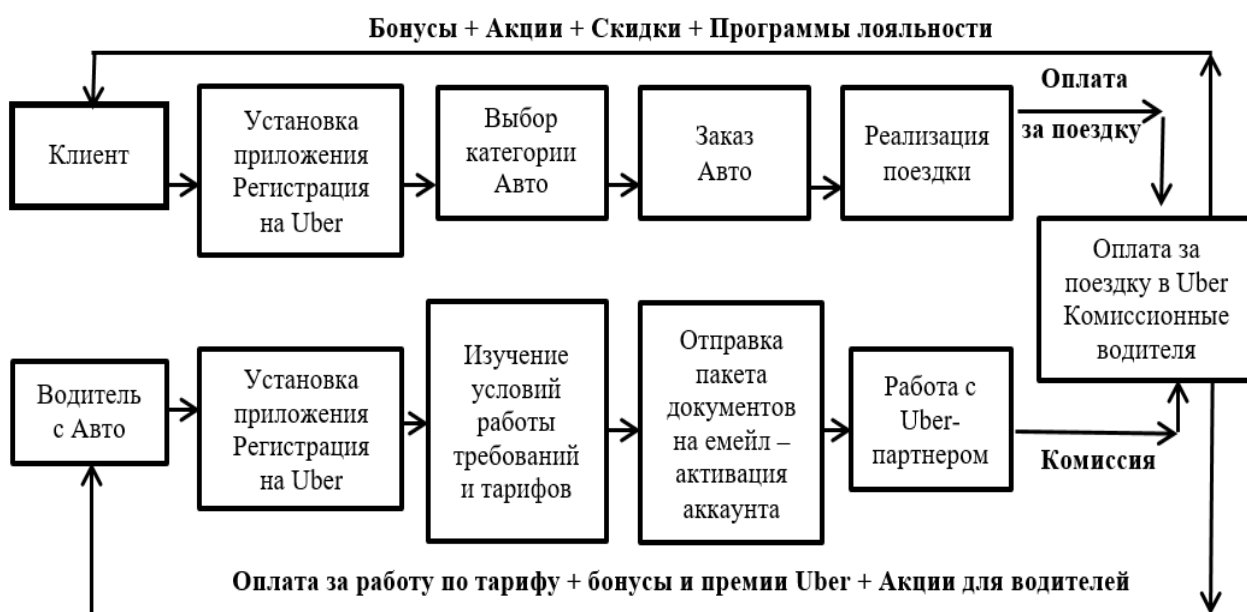 Бонусы + Акции + Скидки + Программы лояльности
Клиент
Установка
приложения
Регистрация
на Uber
Выбор
категории
Авто
Заказ
Авто
Реализация
поездки
Оплата
за поездку
Оплата за
поездку в Uber
Комиссионные
водителя
Водитель
с Авто
Установка
приложения
Регистрация
на Uber
Изучение
условий
работы
требований
и тарифов
Отправка
пакета
документов
на емейл –
активация
аккаунта
Работа с
Uber-
партнером
Комиссия
Оплата за работу по тарифу + бонусы и премии Uber + Акции для водителей